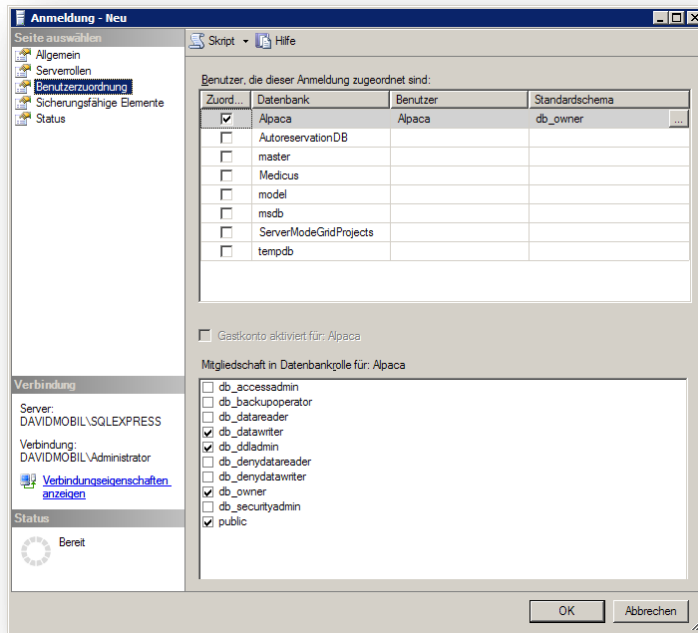 Anmeldung - Neu
Seite auswählen
Allgemein
Serverrollen
Benutzerzuordnung
Sicherungsfähige Elemente
Status
Skript
Hilfe
Benutzer, die dieser Anmeldung zugeordnet sind:
Zuord... Datenbank Benutzer Standardschema
Alpaca Alpaca db_owner ...
AutoreservationDB
master
Medicus
model
msdb
ServerModeGridProjects
tempdb
Gastkonto aktiviert für: Alpaca
Mitgliedschaft in Datenbankrolle für: Alpaca
db_accessadmin
db_backupoperator
db_datareader
db_datawriter
db_ddladmin
db_denydatareader
db_denydatawriter
db_owner
db_securityadmin
public
Verbindung
Server:
DAVIDMOBIL\SQLEXPRESS
Verbindung:
DAVIDMOBIL\Administrator
Verbindungseigenschaften
anzeigen
Status
Bereit
OK Abbrechen